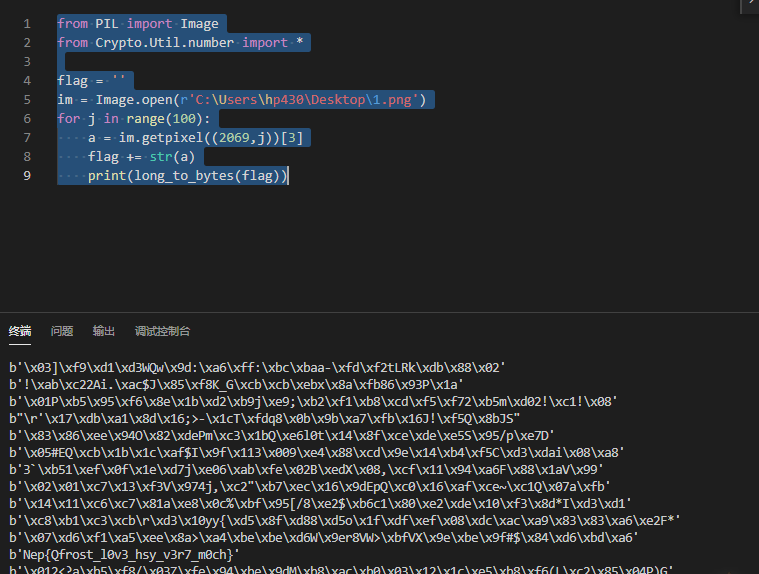 1 from PIL import Image
2 from Crypto.Util.number import *
3
4 flag = ''
5 im = Image.open(r'C:\Users\hp430\Desktop\1.png')
6 for j in range(100):
7     a = im.getpixel((2069,j))[3]
8     flag += str(a)
9     print(long_to_bytes(flag))
终端 问题 输出 调试控制台
b'\x03]\xf9\xd1\xd3WQw\x9d:\xa6\xff:\xbc\xbaa-\xfd\xf2tLRk\xdb\x88\x02'
b'!\xab\xc22Ai.\xac$J\x85\xf8K_G\xcb\xcb\xebx\x8a\xfb86\x93P\x1a'
b'\x01P\xb5\x95\xf6\x8e\x1b\xd2\xb9j\xe9;\xb2\xf1\xb8\xcd\xf5\xf72\xb5m\xd02!\xc1!\x08'
b"\r'\x17\xdb\xa1\x8d\x16;>-\x1cT\xfdq8\x0b\x9b\xa7\xfb\x16J!\xf5Q\x8bJS"
b'\x83\x86\xee\x94O\x82\xdePm\xc3\x1bQ\xe6l0t\x14\x8f\xce\xde\xe5S\x95/p\xe7D'
b'\x05#EQ\xcb\x1b\x1c\xaf$I\x9f\x113\x009\xe4\x88\xcd\x9e\x14\xb4\xf5C\xd3\xdai\x08\xa8'
b'3`\xb51\xef\x0f\x1e\xd7j\xe06\xab\xfe\x02B\xedX\x08,\xcf\x11\x94\xa6F\x88\x1aV\x99'
b'\x02\x01\xc7\x13\xf3V\x974j,\xc2"\xb7\xec\x16\x9dEpQ\xc0\x16\xaf\xce~\xc1Q\x07a\xfb'
b'\x14\x11\xc6\xc7\x81a\xe8\x0c%\xbf\x95[/8\xe2$\xb6c1\x80\xe2\xde\x10\xf3\x8d*I\xd3\xd1'
b'\xc8\xb1\xc3\xcb\r\xd3\x10yy{\xd5\x8f\xd88\xd5o\x1f\xdf\xef\x08\xdc\xac\xa9\x83\x83\xa6\xe2F*'
b'\x07\xd6\xf1\xa5\xee\x8a>\xa4\xbe\xbe\xd6W\x9er8VW>\xbfVX\x9e\xbe\x9f#$\x84\xd6\xbd\xa6'
b'Nep{Qfrost_l0v3_hsy_v3r7_m0ch}'